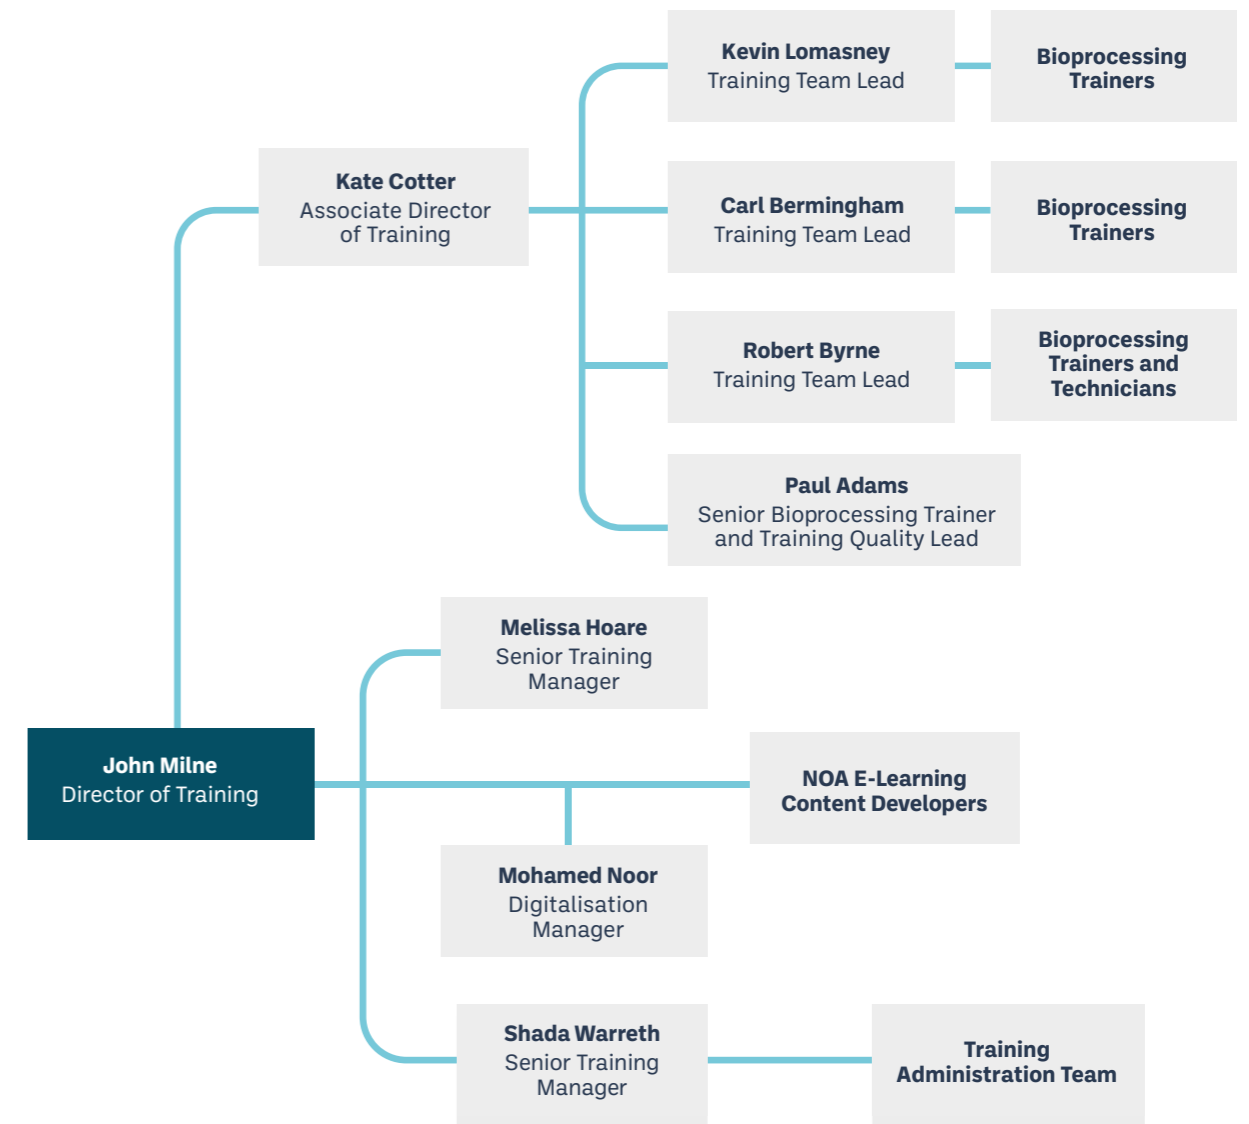 Kevin Lomasney
Training Team Lead
Bioprocessing
Trainers
Kate Cotter
Associate Director
of Training
Carl Bermingham
Training Team Lead
Bioprocessing
Trainers
Robert Byrne
Training Team Lead
Bioprocessing
Trainers and
Technicians
Paul Adams
Senior Bioprocessing Trainer
and Training Quality Lead
Melissa Hoare
Senior Training
Manager
John Milne
Director of Training
NOA E-Learning
Content Developers
Mohamed Noor
Digitalisation
Manager
Shada Warreth
Senior Training
Manager
Training
Administration Team